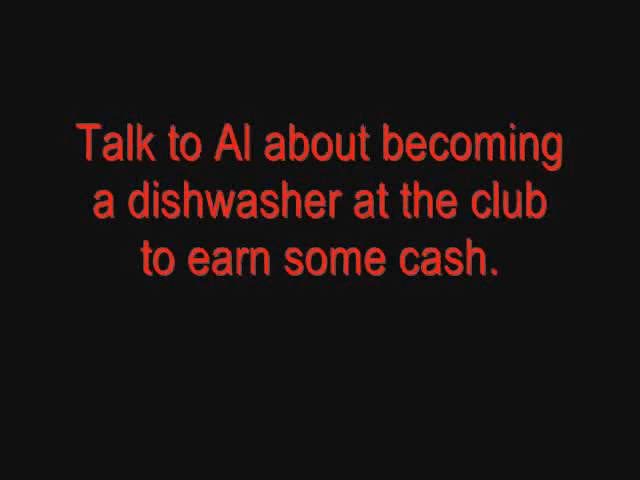 Talk to Al about becoming
a dishwasher at the club
to earn some cash.